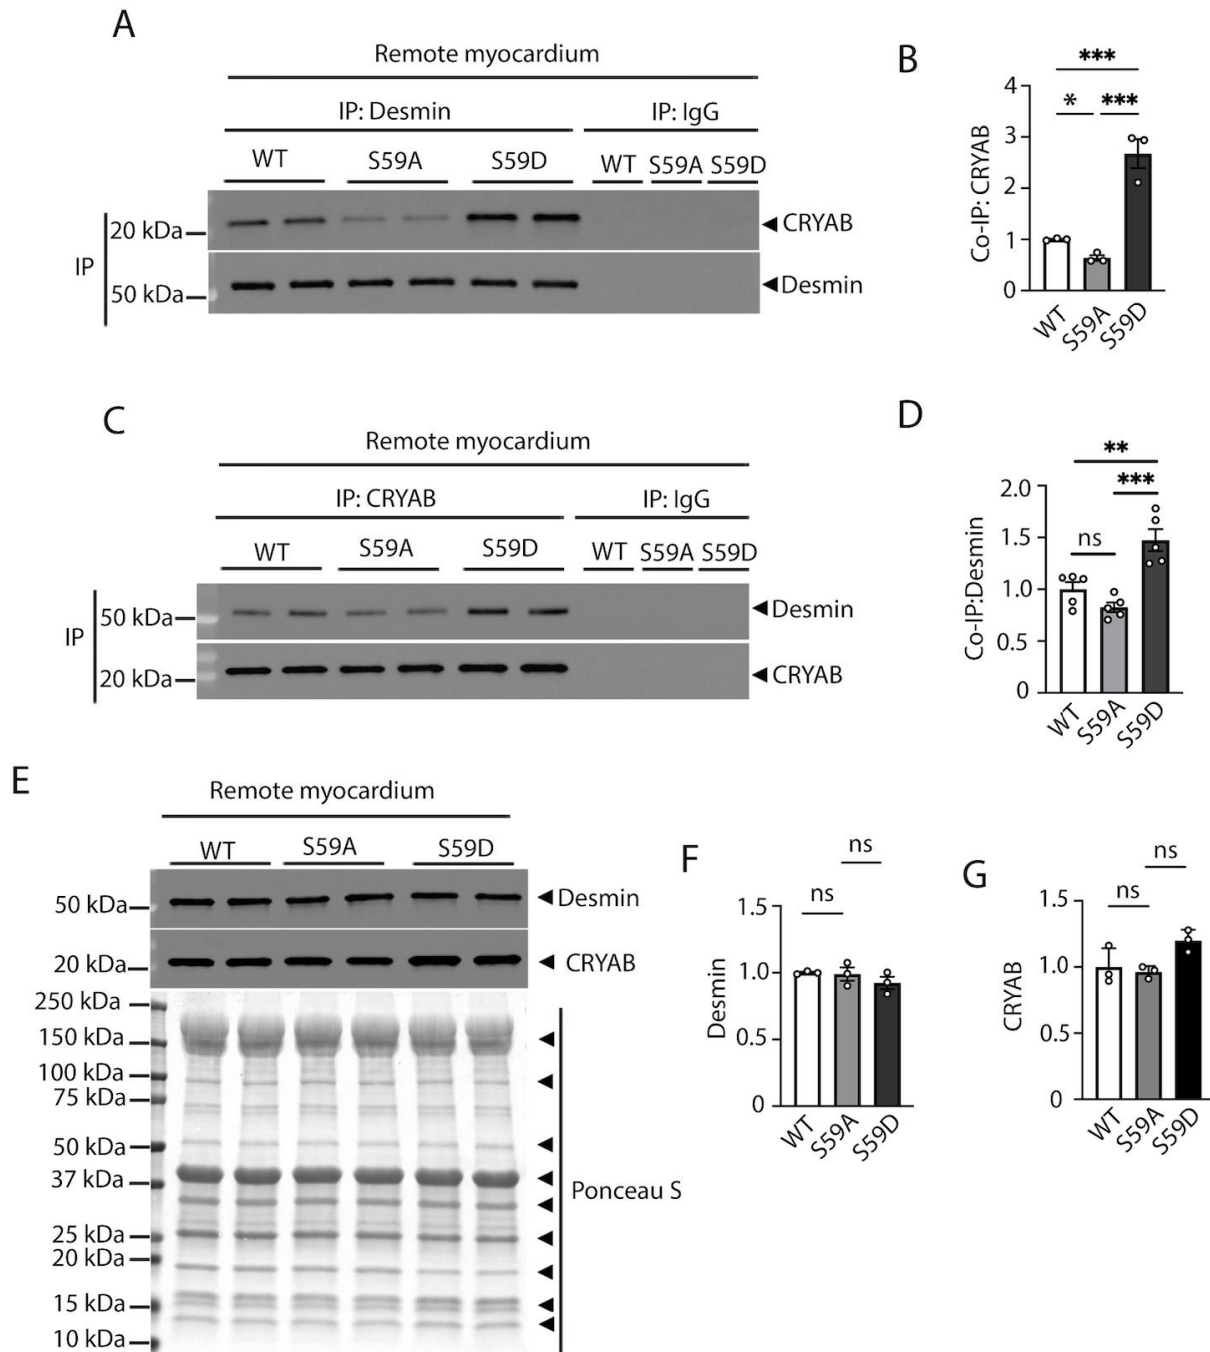 A
Remote myocardium
IP: Desmin
IP: IgG
WT
S59A
S59D
WT
S59A
S59D
IP
20 kDa
CRYAB
50 kDa
Desmin
B
***
*
***
Co-IP: CRYAB
4
3
2
1
0
WT
S59A
S59D
C
Remote myocardium
IP: CRYAB
IP: IgG
WT
S59A
S59D
WT
S59A
S59D
IP
50 kDa
Desmin
20 kDa
CRYAB
D
**
***
ns
Co-IP:Desmin
2.0
1.5
1.0
0.5
0
WT
S59A
S59D
E
Remote myocardium
WT
S59A
S59D
50 kDa
Desmin
20 kDa
CRYAB
250 kDa
150 kDa
100 kDa
75 kDa
50 kDa
37 kDa
25 kDa
20 kDa
15 kDa
10 kDa
Ponceau S
F
ns
ns
Desmin
1.5
1.0
0.5
0
WT
S59A
S59D
G
ns
ns
CRYAB
1.5
1.0
0.5
0
WT
S59A
S59D